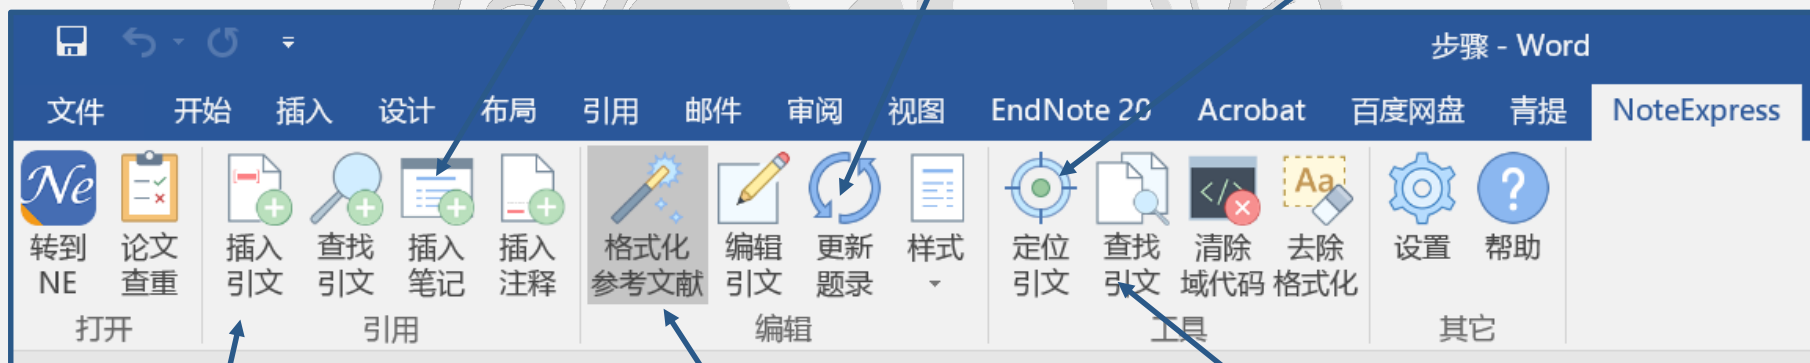 步骤 - Word
文件 开始 插入 设计 布局 引用 邮件 审阅 视图 EndNote 20 Acrobat 百度网盘 青提 NoteExpress
Ne Aa
转到 论文 插入 查找 插入 插入 格式化 编辑 更新 样式 定位 查找 清除 去除 设置 帮助
NE 查重 引文 引文 笔记 注释 参考文献 引文 题录 引文 引文 域代码 格式化
打开 引用 编辑 工具 其它